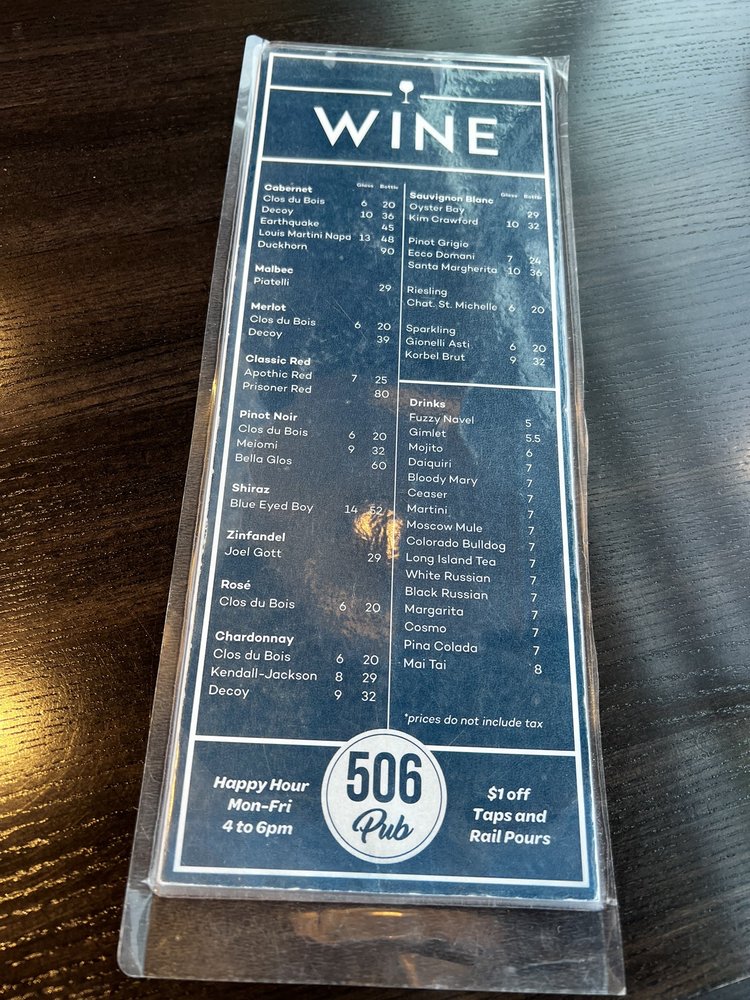 WINE
Cabernet Glass Bottle
Clos du Bois 6 20
Decoy 10 36
Earthquake 45
Louis Martini Napa 13 48
Duckhorn 90
Malbec
Piatelli 29
Merlot
Clos du Bois 6 20
Decoy 39
Classic Red
Apothic Red 7 25
Prisoner Red 80
Pinot Noir
Clos du Bois 6 20
Meiomi 9 32
Bella Glos 60
Shiraz
Blue Eyed Boy 14 52
Zinfandel
Joel Gott 29
Rosé
Clos du Bois 6 20
Chardonnay
Clos du Bois 6 20
Kendall-Jackson 8 29
Decoy 9 32
Sauvignon Blanc Glass Bottle
Oyster Bay 29
Kim Crawford 10 32
Pinot Grigio
Ecco Domani 7 24
Santa Margherita 10 36
Riesling
Chat. St. Michelle 6 20
Sparkling
Gionelli Asti 6 20
Korbel Brut 9 32
Drinks
Fuzzy Navel 5
Gimlet 5.5
Mojito 6
Daiquiri 7
Bloody Mary 7
Ceaser 7
Martini 7
Moscow Mule 7
Colorado Bulldog 7
Long Island Tea 7
White Russian 7
Black Russian 7
Margarita 7
Cosmo 7
Pina Colada 7
Mai Tai 8
*prices do not include tax
Happy Hour
Mon-Fri
4 to 6pm
506
Pub
$1 off
Taps and
Rail Pours